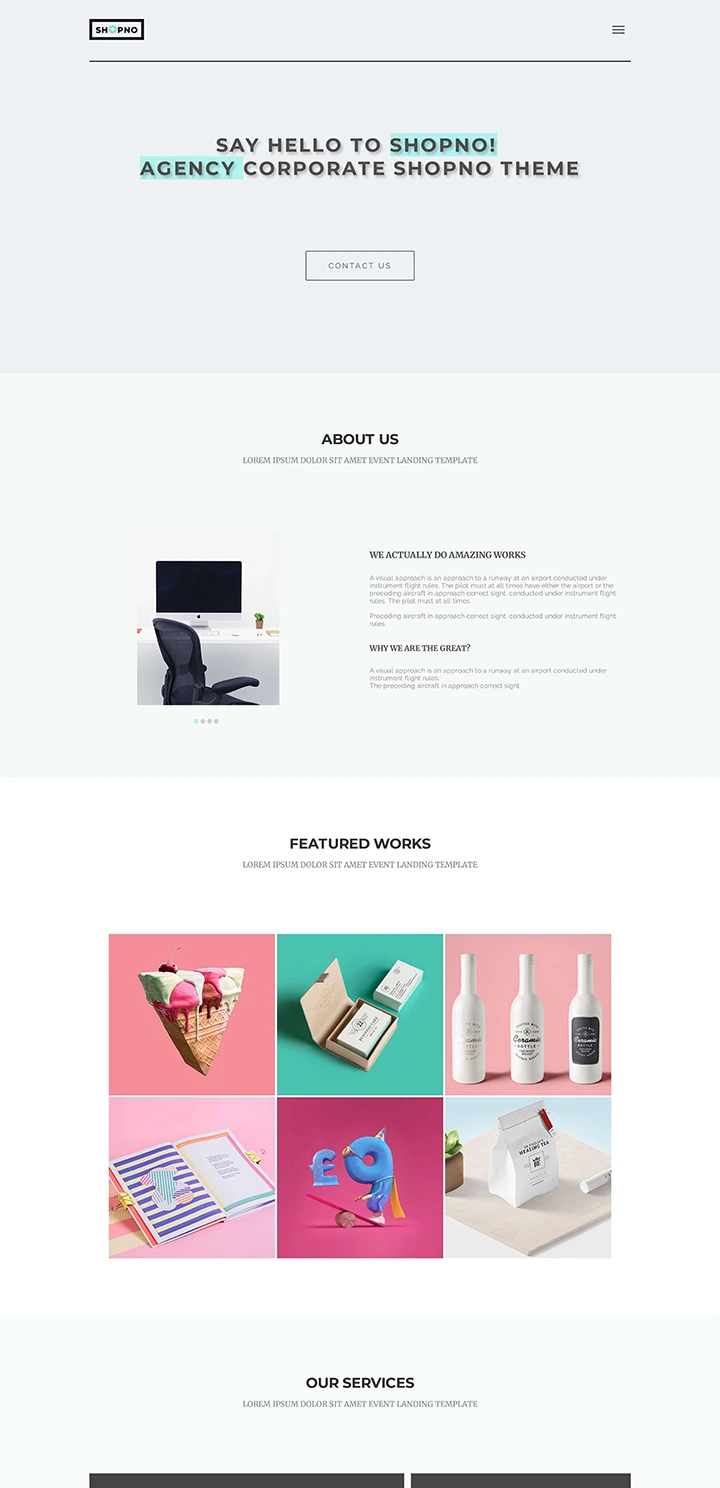 SHOPNO
SAY HELLO TO SHOPNO!
AGENCY CORPORATE SHOPNO THEME
CONTACT US
ABOUT US
LOREM IPSUM DOLOR SIT AMET EVENT LANDING TEMPLATE
WE ACTUALLY DO AMAZING WORKS
A visual approach is an approach to a runway at an airport conducted under
instrument flight rules. The pilot must at all times have either the airport or the
preceding aircraft in approach correct sight. conducted under instrument flight
rules. The pilot must at all times.
Preceding aircraft in approach correct sight. conducted under instrument flight
rules.
WHY WE ARE THE GREAT?
A visual approach is an approach to a runway at an airport conducted under
instrument flight rules.
The preceding aircraft in approach correct sight.
FEATURED WORKS
LOREM IPSUM DOLOR SIT AMET EVENT LANDING TEMPLATE
Ceramic
BOTTLE
Ceramic
BOTTLE
Ceramic
BOTTLE
£9
HEALING TEA
OUR SERVICES
LOREM IPSUM DOLOR SIT AMET EVENT LANDING TEMPLATE